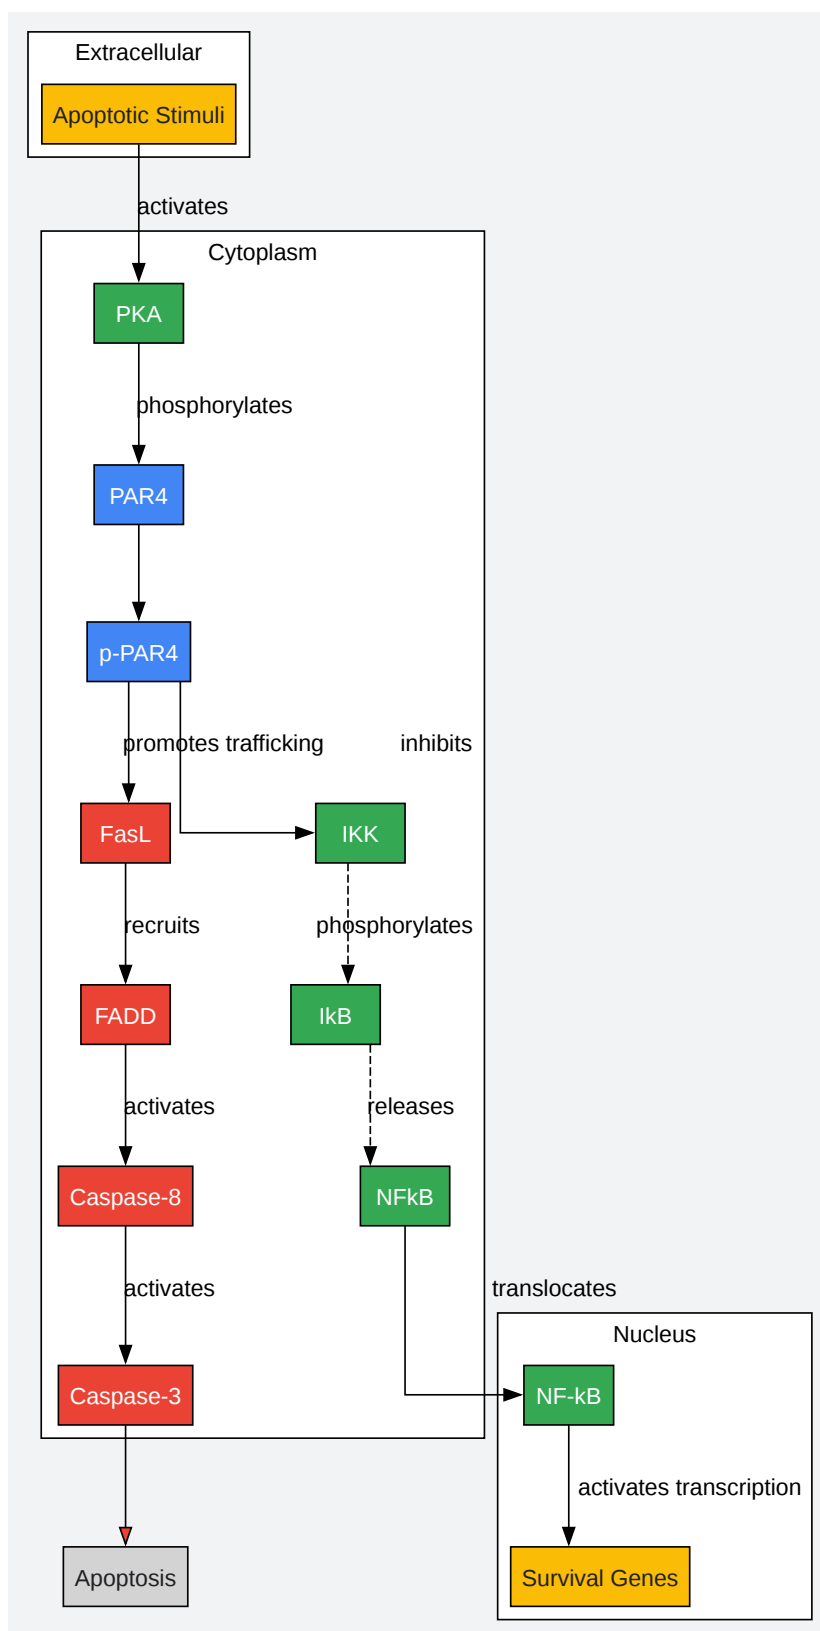 Extracellular
Apoptotic Stimuli
activates
Cytoplasm
PKA
phosphorylates
PAR4
p-PAR4
promotes trafficking
inhibits
FasL
IKK
recruits
phosphorylates
FADD
IkB
activates
releases
Caspase-8
NFkB
activates
translocates
Nucleus
Caspase-3
NF-kB
activates transcription
Apoptosis
Survival Genes